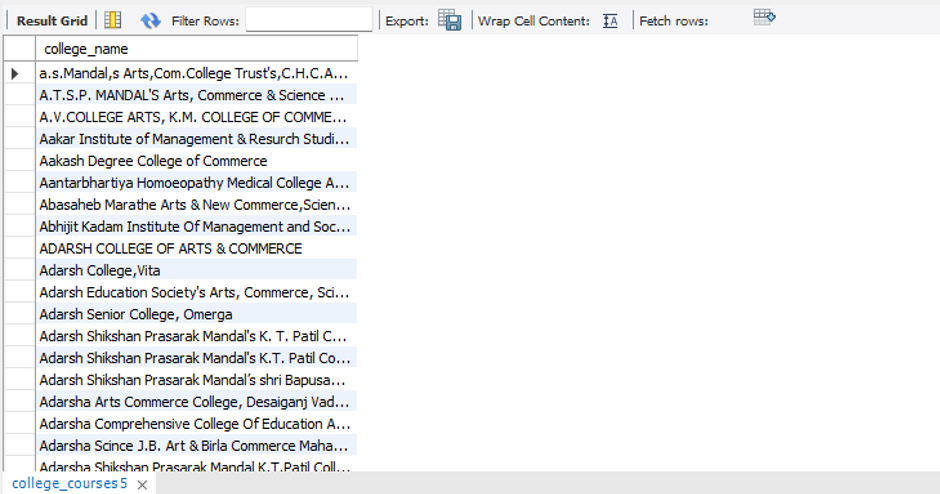 Result Grid Filter Rows: Export: Wrap Cell Content: IA Fetch rows:
college_name
a.s.Mandal,s Arts,Com.College Trust's,C.H.C.A...
A.T.S.P. MANDAL'S Arts, Commerce & Science ...
A.V.COLLEGE ARTS, K.M. COLLEGE OF COMME...
Aakar Institute of Management & Resurch Studi...
Aakash Degree College of Commerce
Aantarbhartiya Homoeopathy Medical College A...
Abasaheb Marathe Arts & New Commerce,Scien...
Abhijit Kadam Institute Of Management and Soc...
ADARSH COLLEGE OF ARTS & COMMERCE
Adarsh College,Vita
Adarsh Education Society's Arts, Commerce, Sci...
Adarsh Senior College, Omerga
Adarsh Shikshan Prasarak Mandal's K. T. Patil C...
Adarsh Shikshan Prasarak Mandal's K.T. Patil Co...
Adarsh Shikshan Prasarak Mandal’s shri Bapusa...
Adarsha Arts Commerce College, Desaiganj Vad...
Adarsha Comprehensive College Of Education A...
Adarsha Scince J.B. Art & Birla Commerce Maha...
Adarsha Shikshan Prasarak Mandal K.T.Patil Coll...
college_courses5